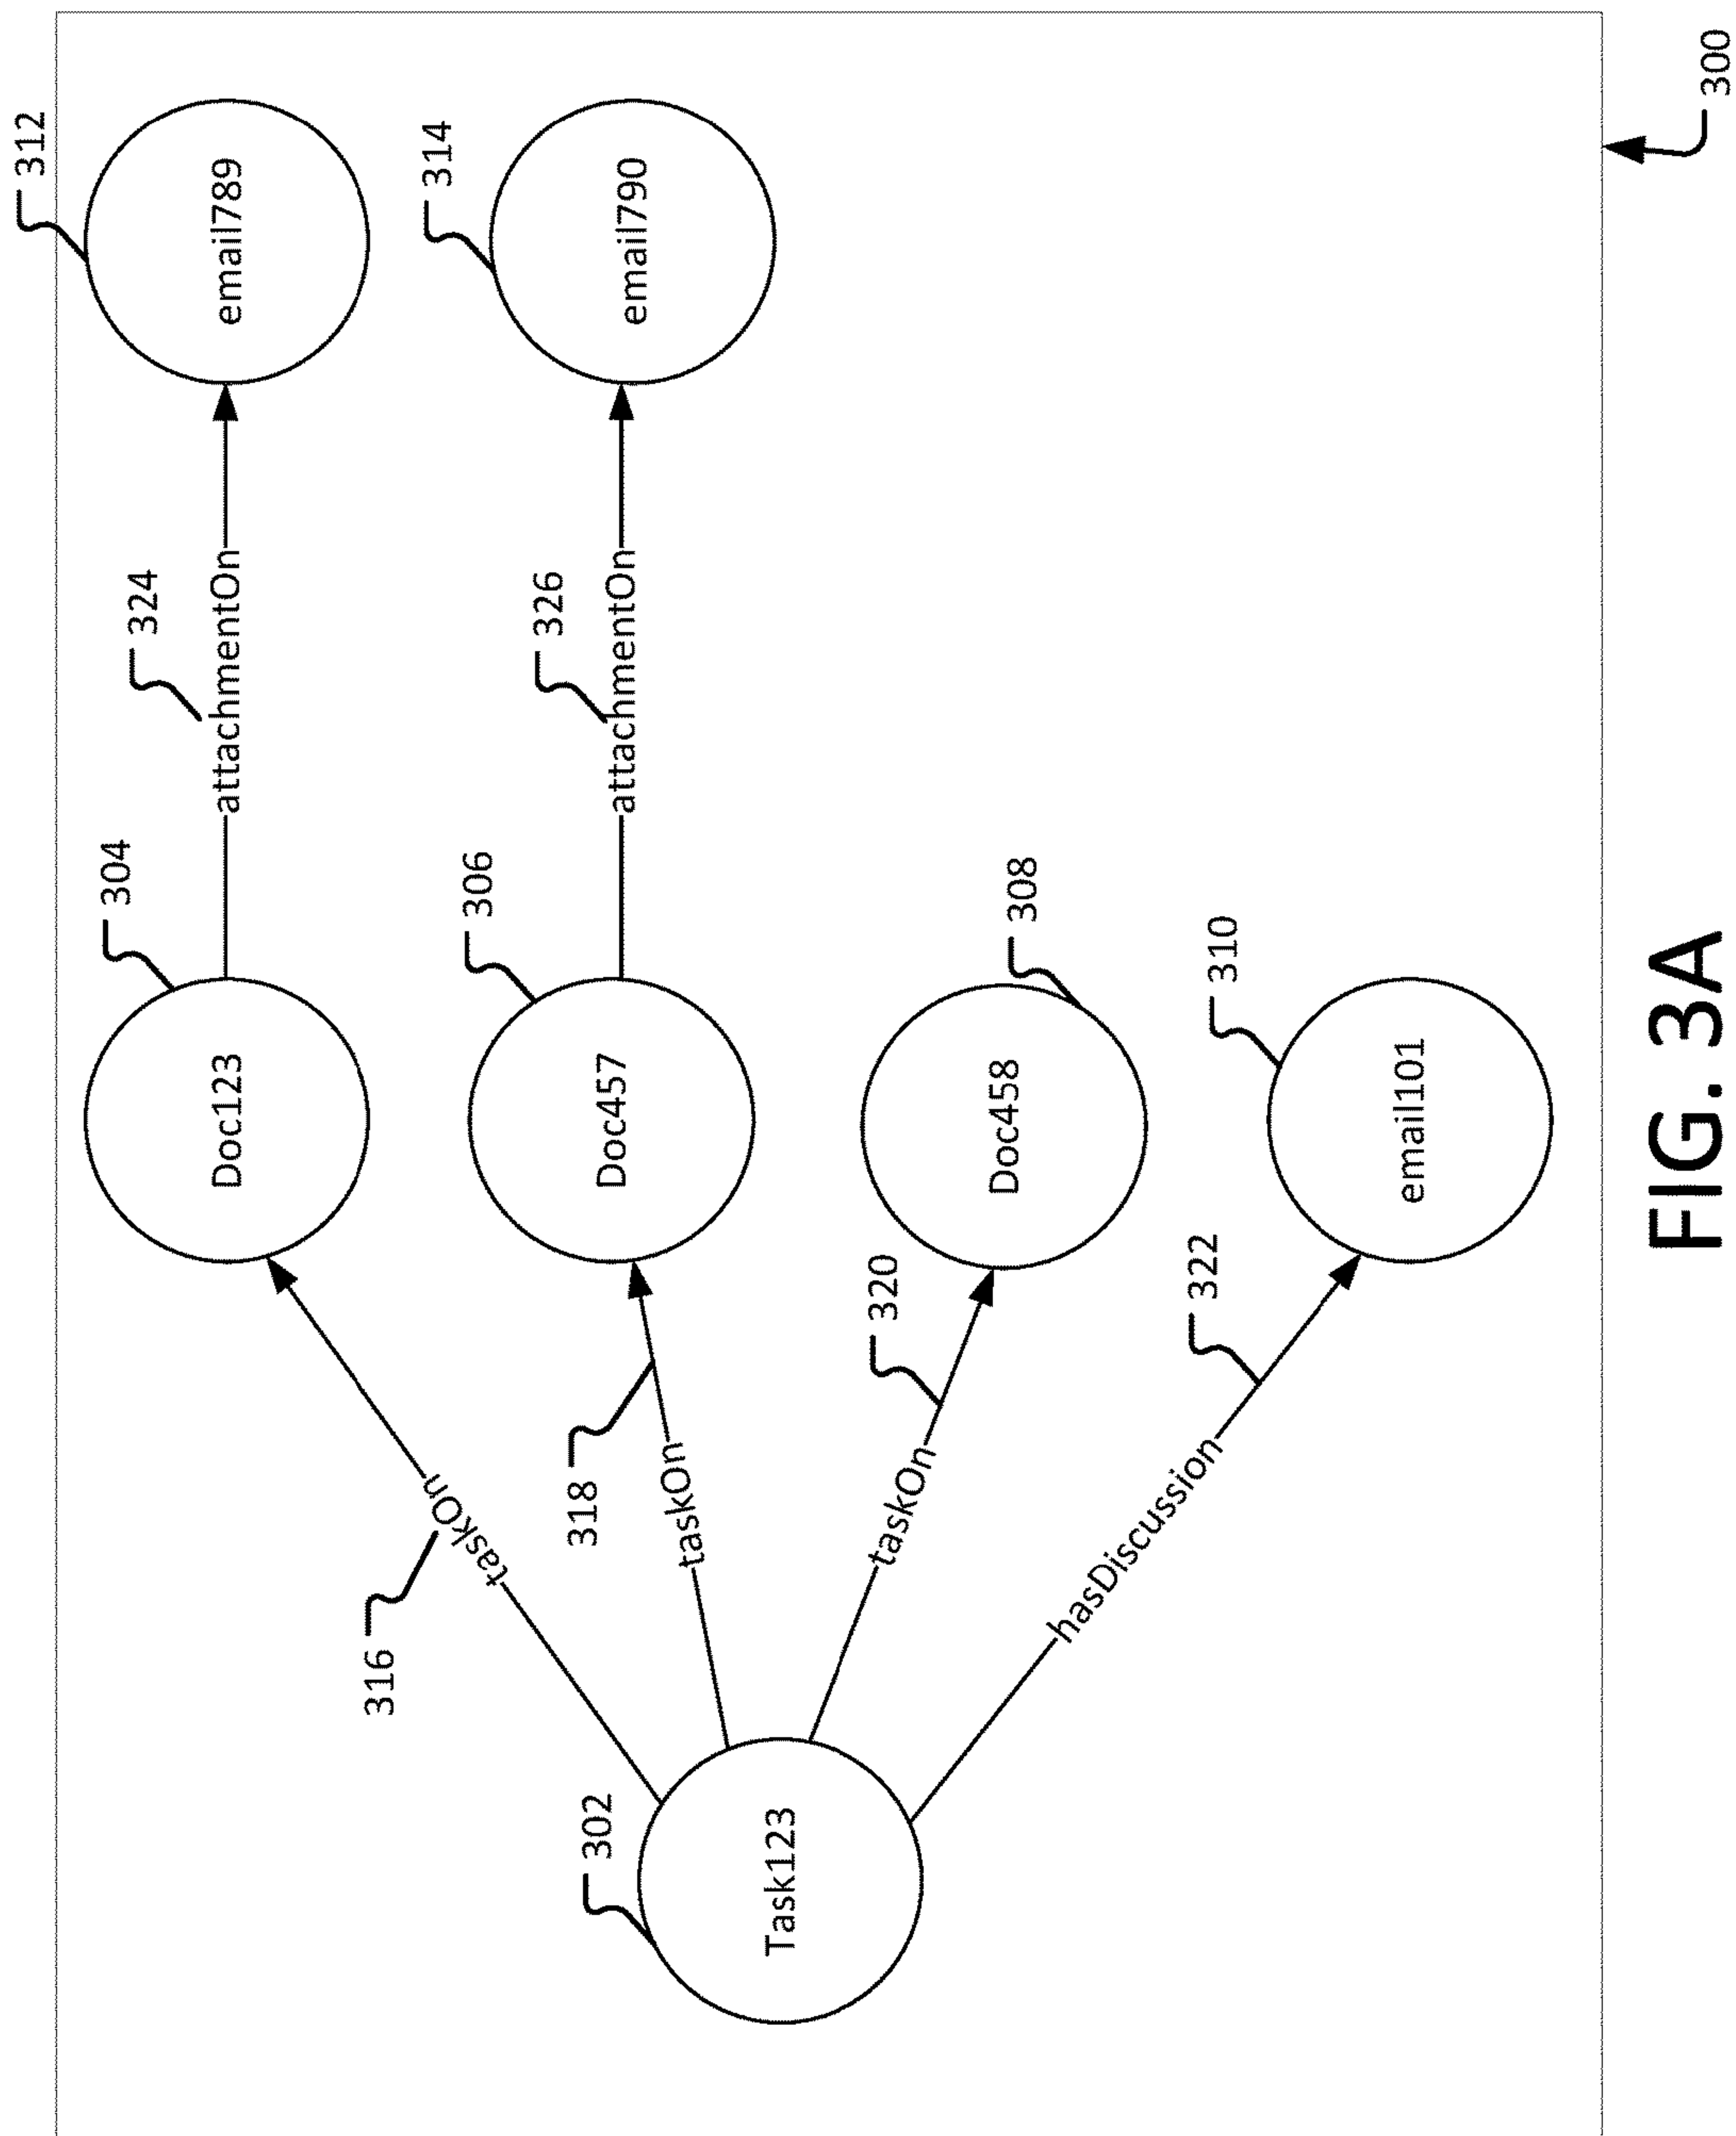 312
324
304
email789
attachmentOn
Doc123
314
326
306
316
taskOn
email790
attachmentOn
Doc457
318
taskOn
302
Task123
308
320
taskOn
Doc458
310
322
hasDiscussion
email101
300
FIG. 3A